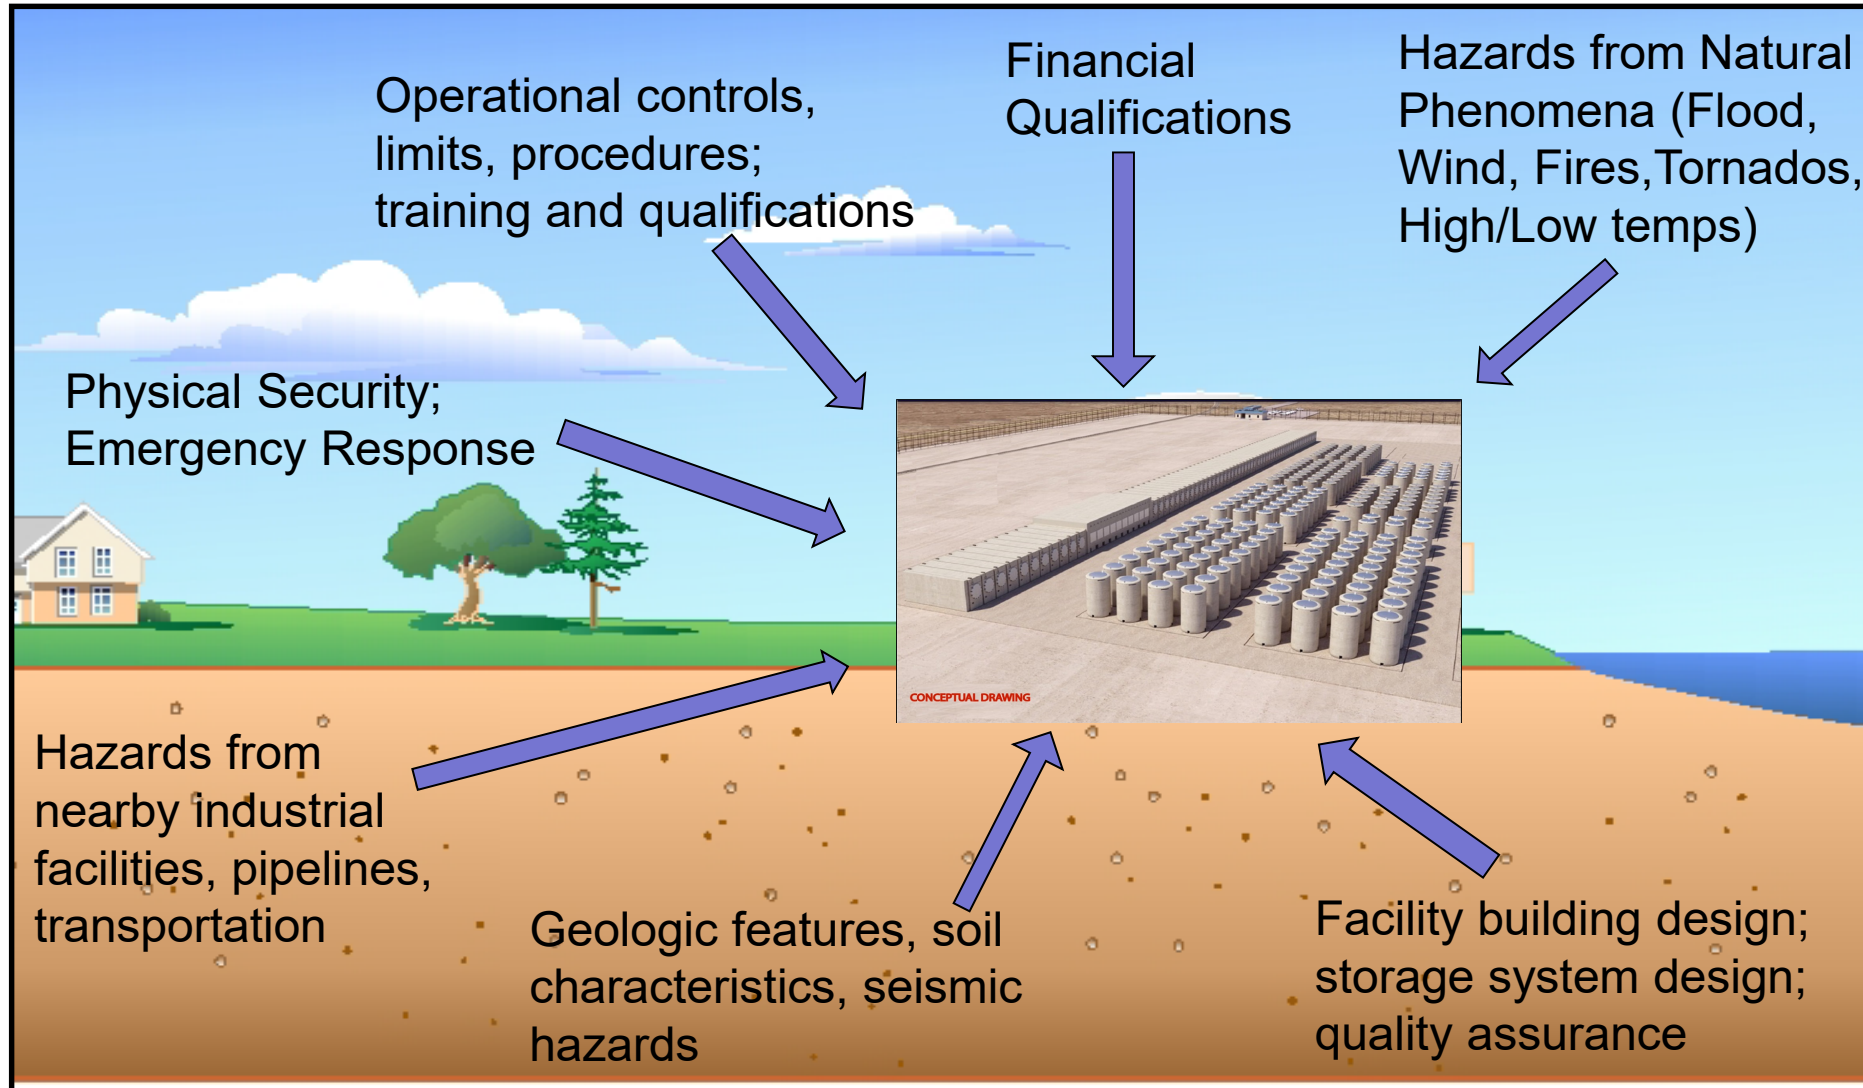 Operational controls,
limits, procedures;
training and qualifications
Financial
Qualifications
Hazards from Natural
Phenomena (Flood,
Wind, Fires,Tornados,
High/Low temps)
Physical Security;
Emergency Response
CONCEPTUAL DRAWING
Hazards from
nearby industrial
facilities, pipelines,
transportation
Geologic features, soil
characteristics, seismic
hazards
Facility building design;
storage system design;
quality assurance